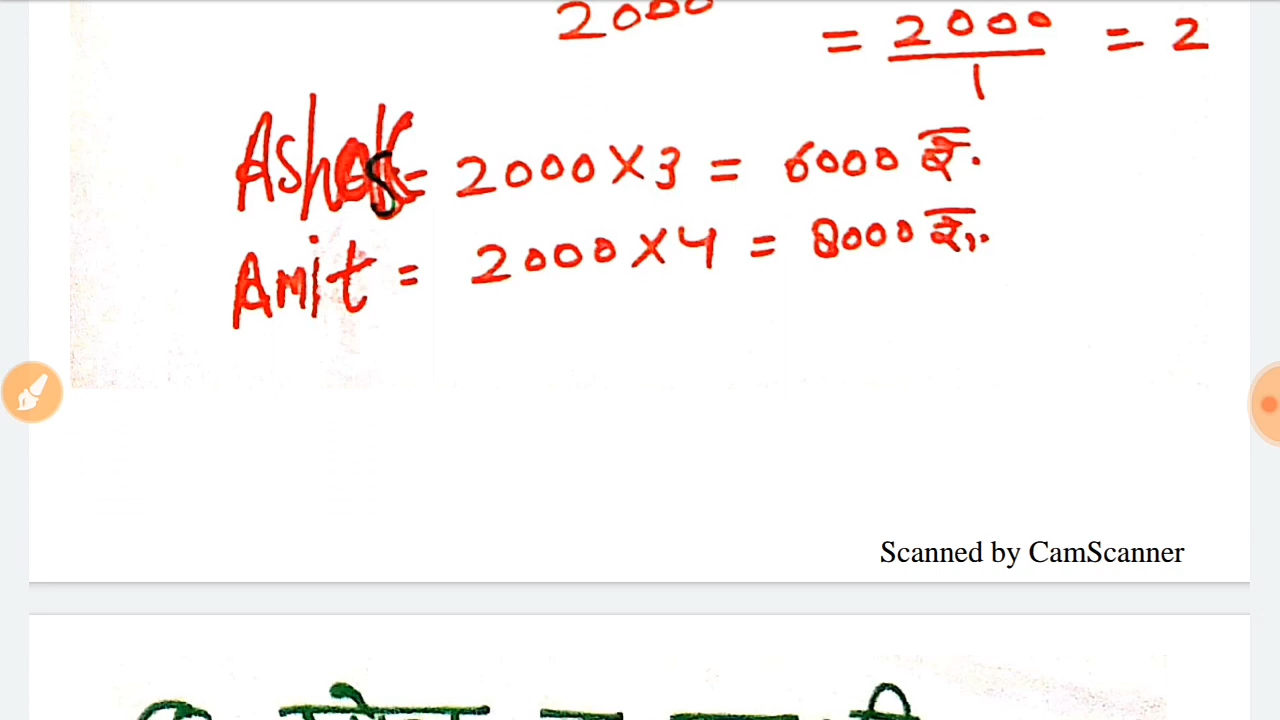 2000
= 2000/1 = 2
Ashok = 2000 × 3 = 6000 रू.
Amit = 2000 × 4 = 8000 रू.
Scanned by CamScanner